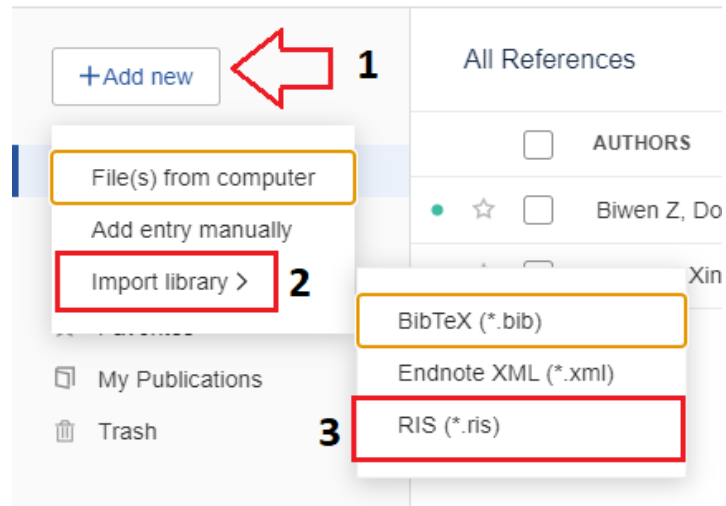 +Add new
1
All References
File(s) from computer
Add entry manually
Import library >
2
My Publications
Trash
AUTHORS
Biwen Z, Do
Xin
BibTeX (*.bib)
Endnote XML (*.xml)
RIS (*.ris)
3